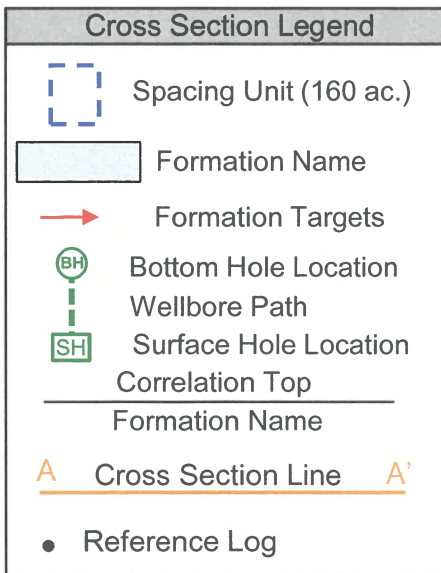 Cross Section Legend
Spacing Unit (160 ac.)
Formation Name
Formation Targets
BH Bottom Hole Location
Wellbore Path
SH Surface Hole Location
Correlation Top
Formation Name
A Cross Section Line A'
Reference Log